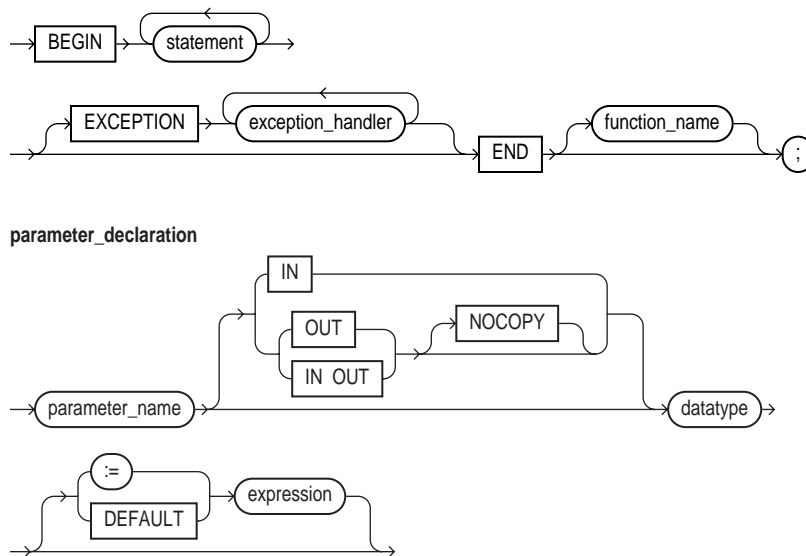 BEGIN statement
EXCEPTION exception_handler END function_name ;
parameter_declaration
IN
OUT NOCOPY
IN OUT
parameter_name datatype
:=
DEFAULT expression